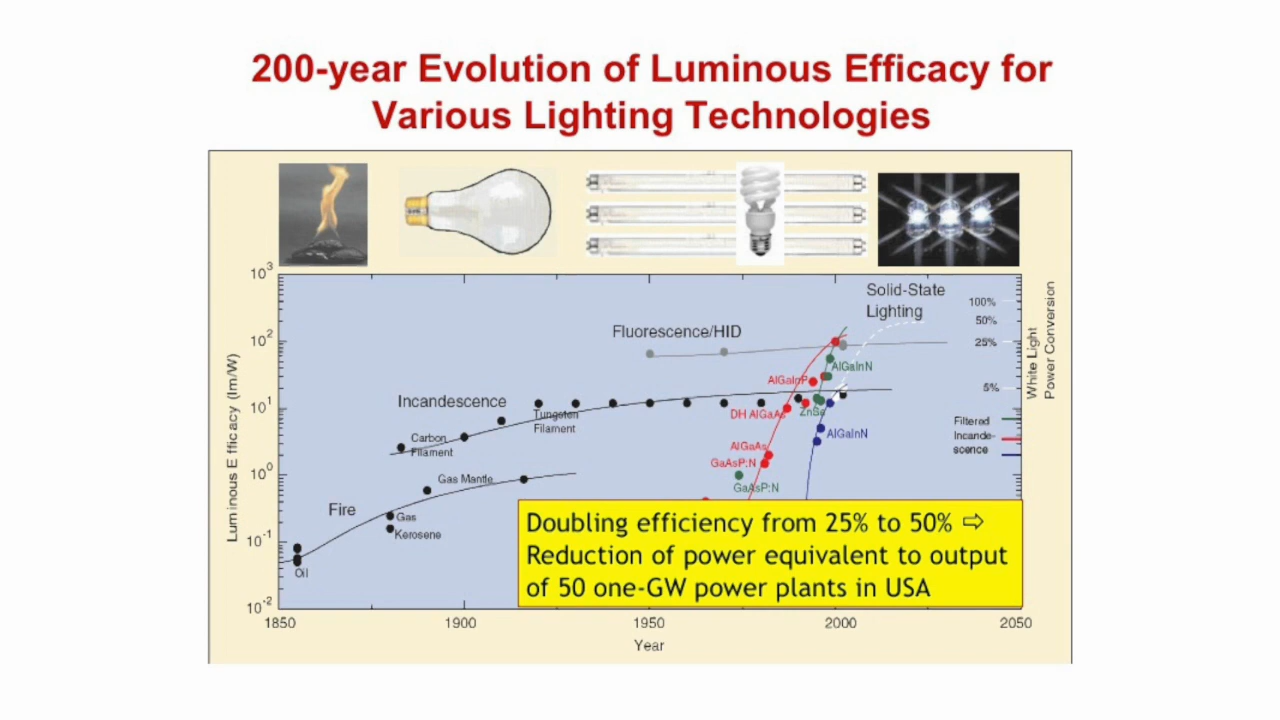 200-year Evolution of Luminous Efficacy for
Various Lighting Technologies
10³
10²
10¹
10⁰
10⁻¹
10⁻²
Luminous Efficacy (lm/W)
Solid-State
Lighting
Fluorescence/HID
Incandescence
Fire
Carbon
Filament
Tungsten
Filament
Gas Mantle
Gas
Kerosene
Oil
AlGaInP
AlGaInN
DH AlGaAs
ZnSe
AlGaInN
AlGaAs
GaAsP:N
GaAsP:N
100%
50%
25%
5%
White Light
Power Conversion
Filtered
Incande-
scence
Doubling efficiency from 25% to 50% ⇨
Reduction of power equivalent to output
of 50 one-GW power plants in USA
1850 1900 1950 2000 2050
Year